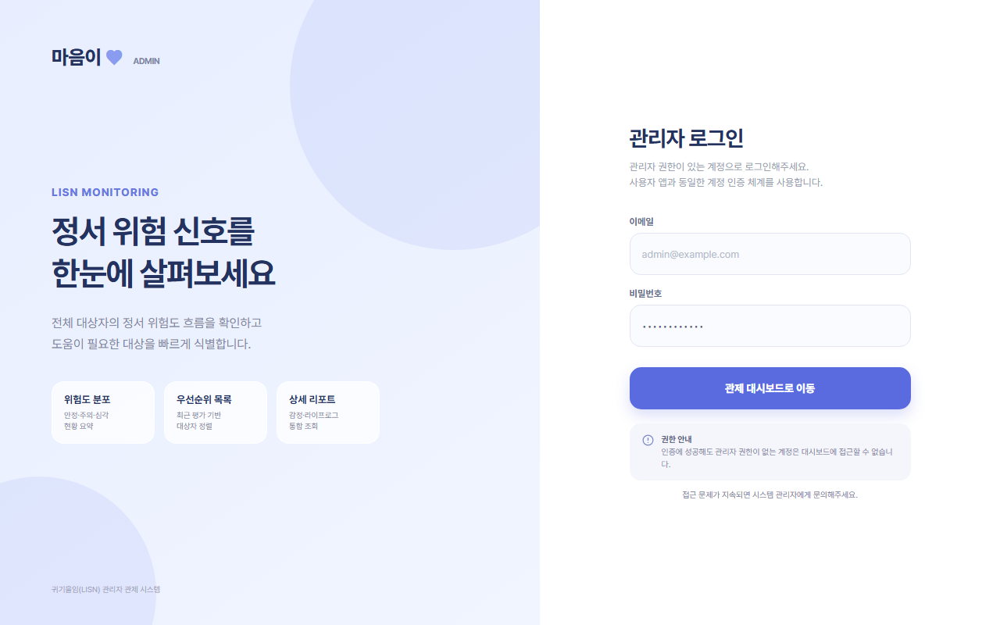 마음이 ADMIN
LISN MONITORING
정서 위험 신호를
한눈에 살펴보세요
전체 대상자의 정서 위험도 흐름을 확인하고
도움이 필요한 대상을 빠르게 식별합니다.
위험도 분포
안정·주의·심각
현황 요약
우선순위 목록
최근 평가 기반
대상자 정렬
상세 리포트
감정·라이프로그
통합 조회
귀기울임(LISN) 관리자 관제 시스템
관리자 로그인
관리자 권한이 있는 계정으로 로그인해주세요.
사용자 앱과 동일한 계정 인증 체계를 사용합니다.
이메일
admin@example.com
비밀번호
••••••••••••
관제 대시보드로 이동
권한 안내
인증에 성공해도 관리자 권한이 없는 계정은 대시보드에 접근할 수 없습니
다.
접근 문제가 지속되면 시스템 관리자에게 문의해주세요.